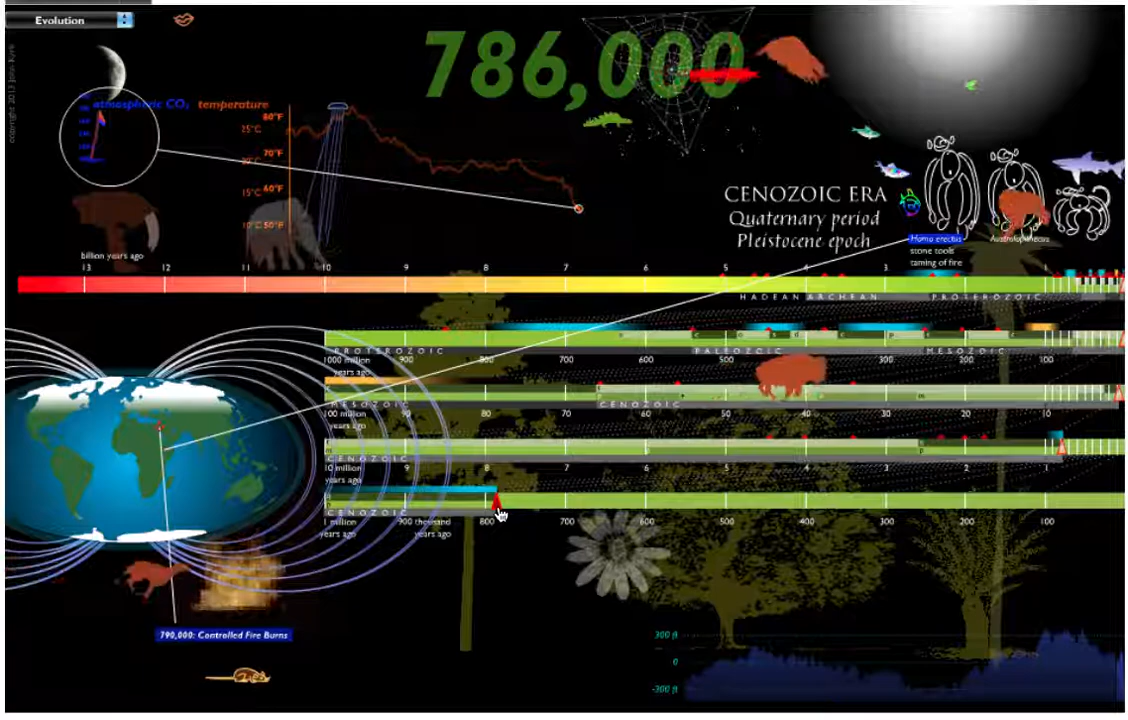 Evolution
786,000
copyright 2013 John Kyrk
atmospheric CO₂ temperature
80°F
25°C
70°F
20°C
15°C 60°F
10°C 50°F
CENOZOIC ERA
Quaternary period
Pleistocene epoch
Homo erectus Australopithecus
stone tools
taming of fire
billion years ago
13 12 11 10 9 8 7 6 5 4 3 2 1
HADEAN ARCHEAN PROTEROZOIC
PROTEROZOIC PALEOZOIC MESOZOIC
1000 million 900 800 700 600 500 400 300 200 100
years ago
MESOZOIC CENOZOIC
100 million 90 80 70 60 50 40 30 20 10
years ago
CENOZOIC
10 million 9 8 7 6 5 4 3 2 1
years ago
CENOZOIC
1 million 900 thousand 800 700 600 500 400 300 200 100
years ago years ago
790,000: Controlled Fire Burns
300 ft
0
-300 ft